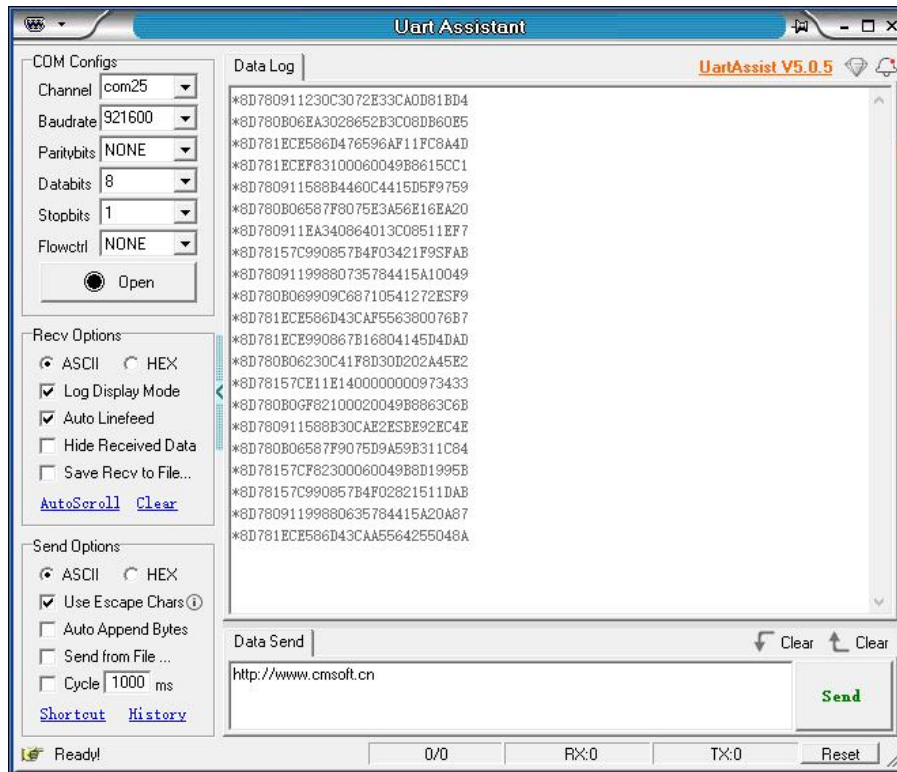 Uart Assistant
COM Configs
Channel com25
Baudrate 921600
Paritybits NONE
Databits 8
Stopbits 1
Flowctrl NONE
Open
Recv Options
ASCII HEX
Log Display Mode
Auto Linefeed
Hide Received Data
Save Recv to File...
AutoScroll Clear
Send Options
ASCII HEX
Use Escape Chars
Auto Append Bytes
Send from File ...
Cycle 1000 ms
Shortcut History
Data Log UartAssist V5.0.5
*8D780911230C3072E33CA0D81BD4
*8D780B06EA3028652B3C08DB60E5
*8D781ECE586D476596AF11FC8A4D
*8D781ECEF83100060049B8615CC1
*8D780911588B4460C4415D5F9759
*8D780B06587F8075E3A56E16EA20
*8D780911EA340864013C08511EF7
*8D78157C990857B4F03421F9SFAB
*8D78091199880735784415A10049
*8D780B069909C68710541272ESF9
*8D781ECE586D43CAF556380076B7
*8D781ECE990867B16804145D4DAD
*8D780B06230C41F8D30D202A45E2
*8D78157CE11E1400000000973433
*8D780B0GF82100020049B8863C6B
*8D780911588B30CAE2ESBE92EC4E
*8D780B06587F9075D9A59B311C84
*8D78157CF82300060049B8D1995B
*8D78157C990857B4F02821511DAB
*8D78091199880635784415A20A87
*8D781ECE586D43CAA5564255048A
Data Send Clear Clear
http://www.cmsoft.cn
Send
Ready! 0/0 RX:0 TX:0 Reset